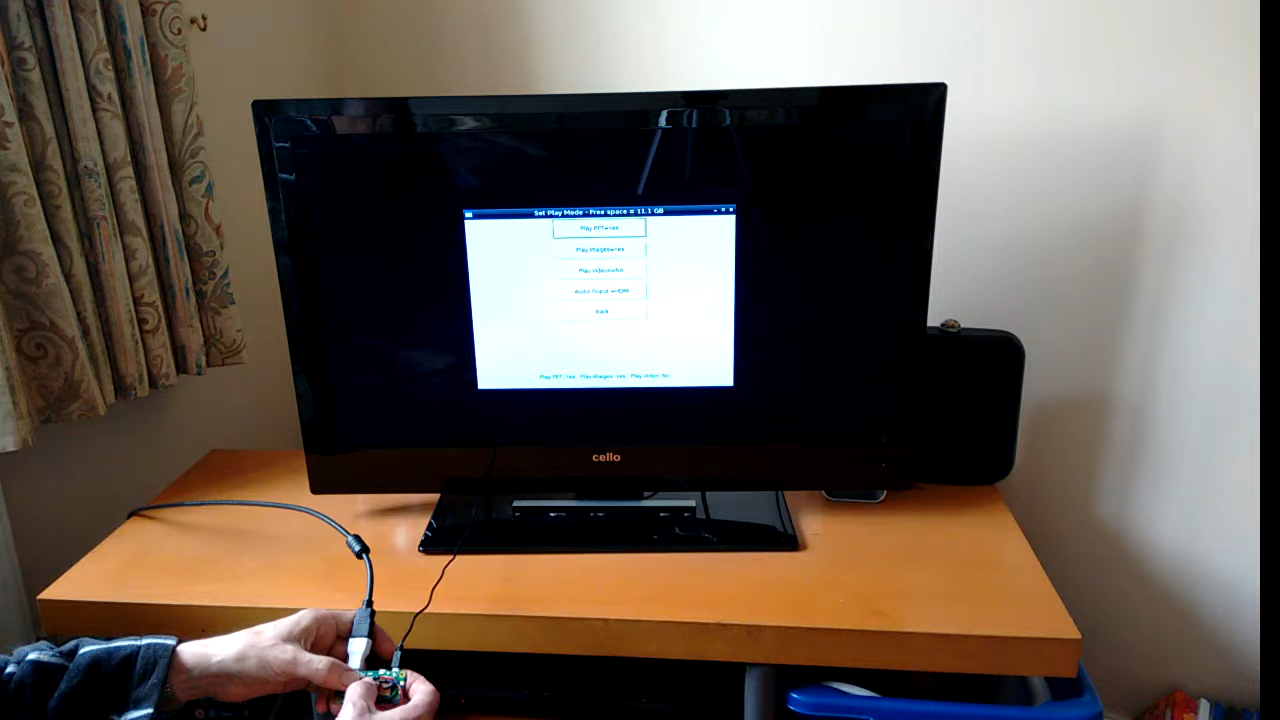 Set Play Mode - Free space = 11.1 GB
Play PPT=Yes
Play Images=Yes
Play Videos=No
Audio Ouput =HDMI
Back
Play PPT: Yes Play images: Yes Play video: No
cello